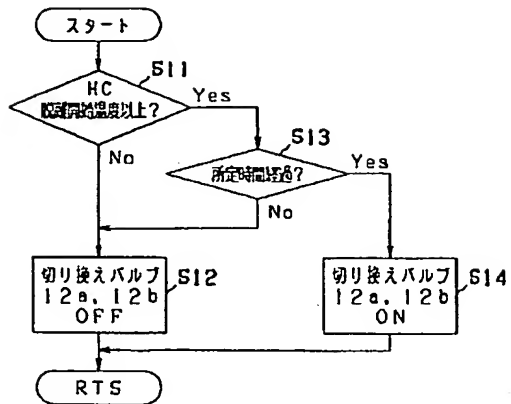 スタート
S11
HC
脱離開始温度以上?
Yes
No
S13
所定時間経過?
Yes
No
切り換えバルブ
12a, 12b
OFF
S12
切り換えバルブ
12a, 12b
ON
S14
RTS